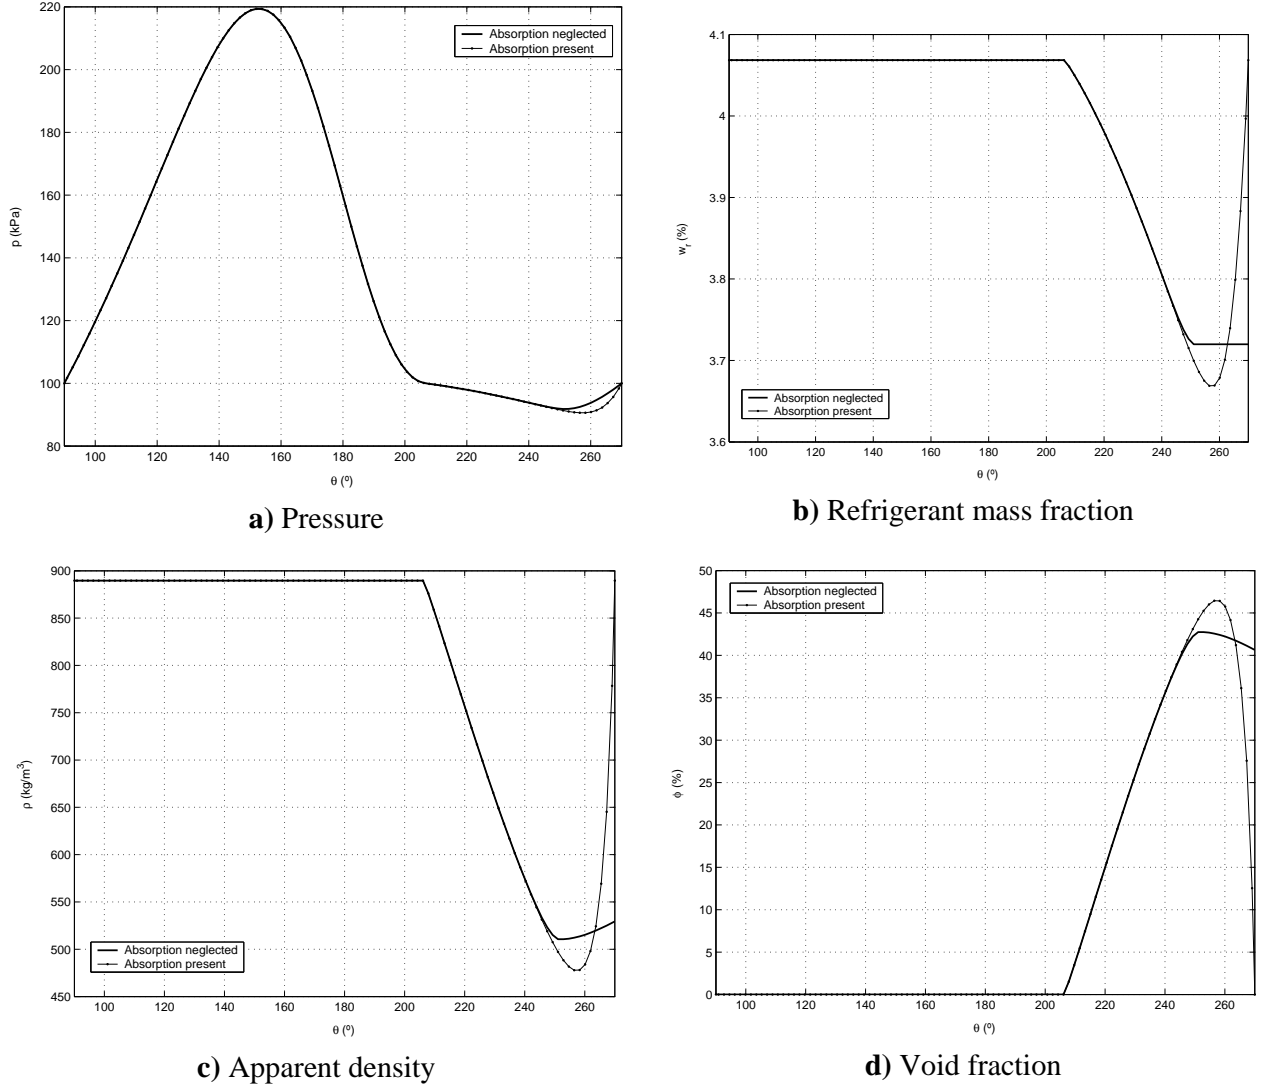 220
200
180
160
140
120
100
80
p (kPa)
Absorption neglected
Absorption present
100 120 140 160 180 200 220 240 260
θ (º)
a) Pressure
4.1
4
3.9
3.8
3.7
3.6
w_r (%)
Absorption neglected
Absorption present
100 120 140 160 180 200 220 240 260
θ (º)
b) Refrigerant mass fraction
900
850
800
750
700
650
600
550
500
450
ρ (kg/m³)
Absorption neglected
Absorption present
100 120 140 160 180 200 220 240 260
θ (º)
c) Apparent density
50
45
40
35
30
25
20
15
10
5
0
ϕ (%)
Absorption neglected
Absorption present
100 120 140 160 180 200 220 240 260
θ (º)
d) Void fraction